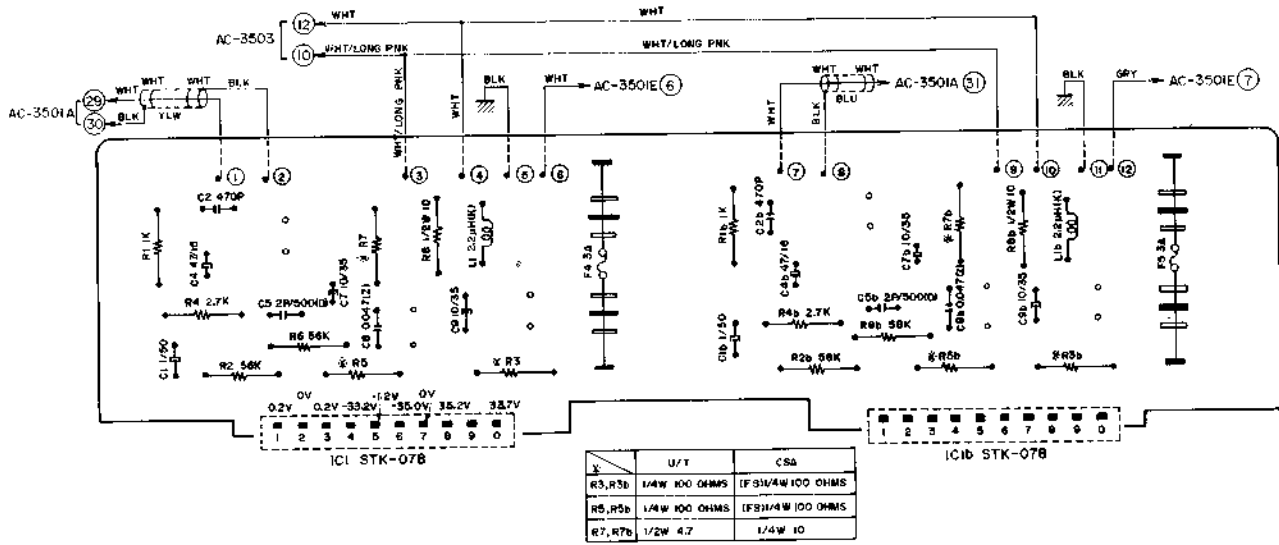 WHT
WHT
12
AC-3503
10
WHT/LONG PNK
WHT/LONG PNK
WHT WHT BLK
AC-3501A
29
30
BLK YLW
WHT/LONG PNK
WHT
BLK
WHT
AC-3501E 6
WHT
BLK
WHT WHT
BLU
AC-3501A 31
BLK
GRY
AC-3501E 7
1 2 3 4 5 6
7 8 9 10 11 12
C2 470P
R1 1K
C4 47/16
R4 2.7K
C5 2P/500(D)
C7 10/35
※R7
C8 0.047(Z)
R8 1/2W 10
L1 2.2μH(K)
C9 10/35
F4 3A
R6 56K
C1 1/50
R2 56K
※R5
※R3
R1b 1K
C2b 470P
C4b 47/16
C7b 10/35
※R7b
R8b 1/2W 10
L1b 2.2μH(K)
F5 3A
C5b 2P/500(D)
C8b 0.047(Z)
C9b 10/35
R4b 2.7K
R6b 56K
C1b 1/50
R2b 56K
※R5b
※R3b
0V -1.2V 0V
0.2V 0.2V -33.2V -35.0V 35.2V 33.7V
1 2 3 4 5 6 7 8 9 0
IC1 STK-078
1 2 3 4 5 6 7 8 9 0
IC1b STK-078
※ U/T CSA
R3,R3b 1/4W 100 OHMS (FS)1/4W 100 OHMS
R5,R5b 1/4W 100 OHMS (FS)1/4W 100 OHMS
R7,R7b 1/2W 4.7 1/4W 10